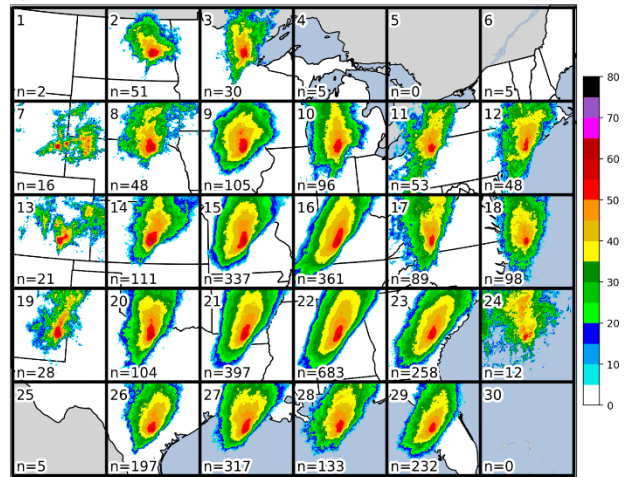 1 2 3 4 5 6
n=2 n=51 n=30 n=5 n=0 n=5
7 8 9 10 11 12
n=16 n=48 n=105 n=96 n=53 n=48
13 14 15 16 17 18
n=21 n=111 n=337 n=361 n=89 n=98
19 20 21 22 23 24
n=28 n=104 n=397 n=683 n=258 n=12
25 26 27 28 29 30
n=5 n=197 n=317 n=133 n=232 n=0
80
70
60
50
40
30
20
10
0